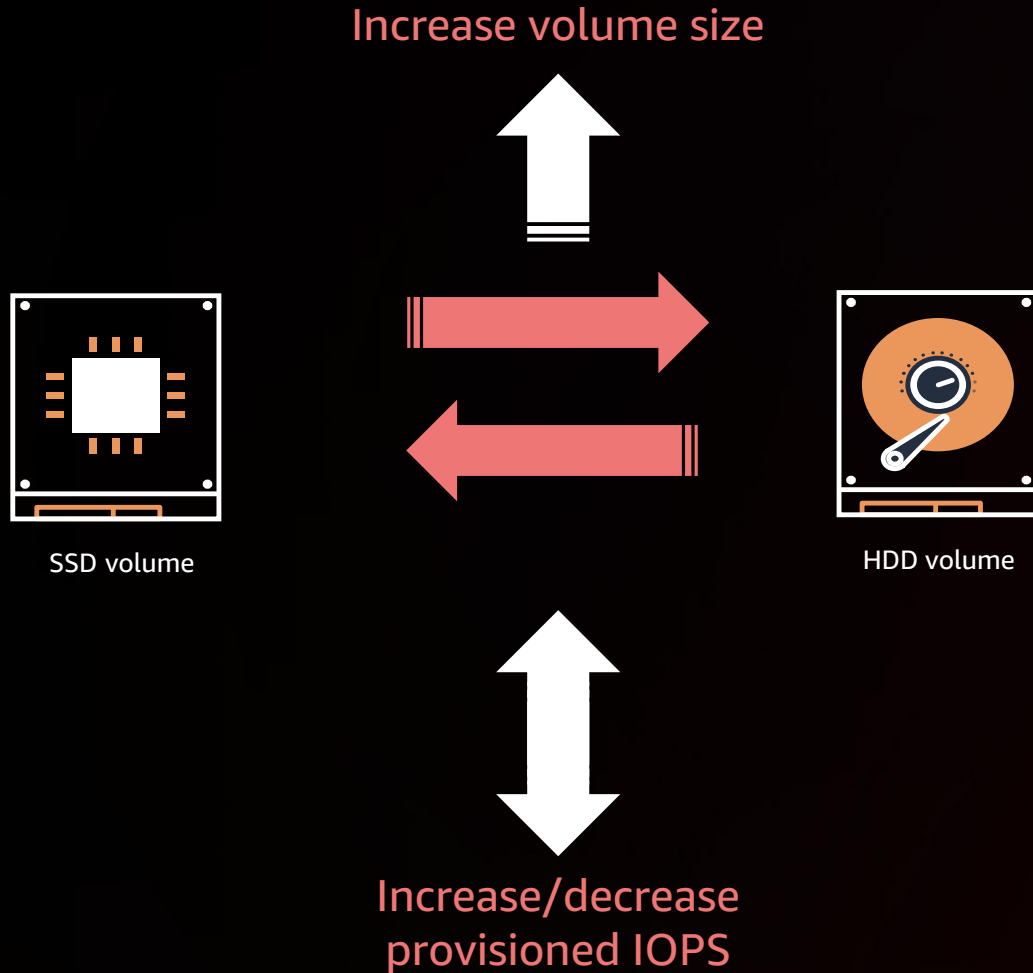 Increase volume size
SSD volume
HDD volume
Increase/decrease
provisioned IOPS